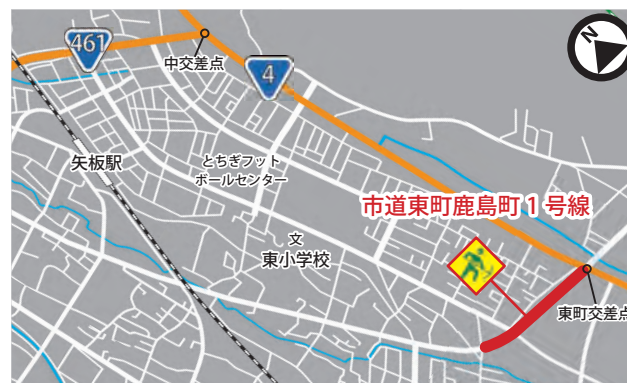 461
中交差点
4
N
矢板駅
とちぎフット
ボールセンター
市道東町鹿島町1号線
文
東小学校
東町交差点